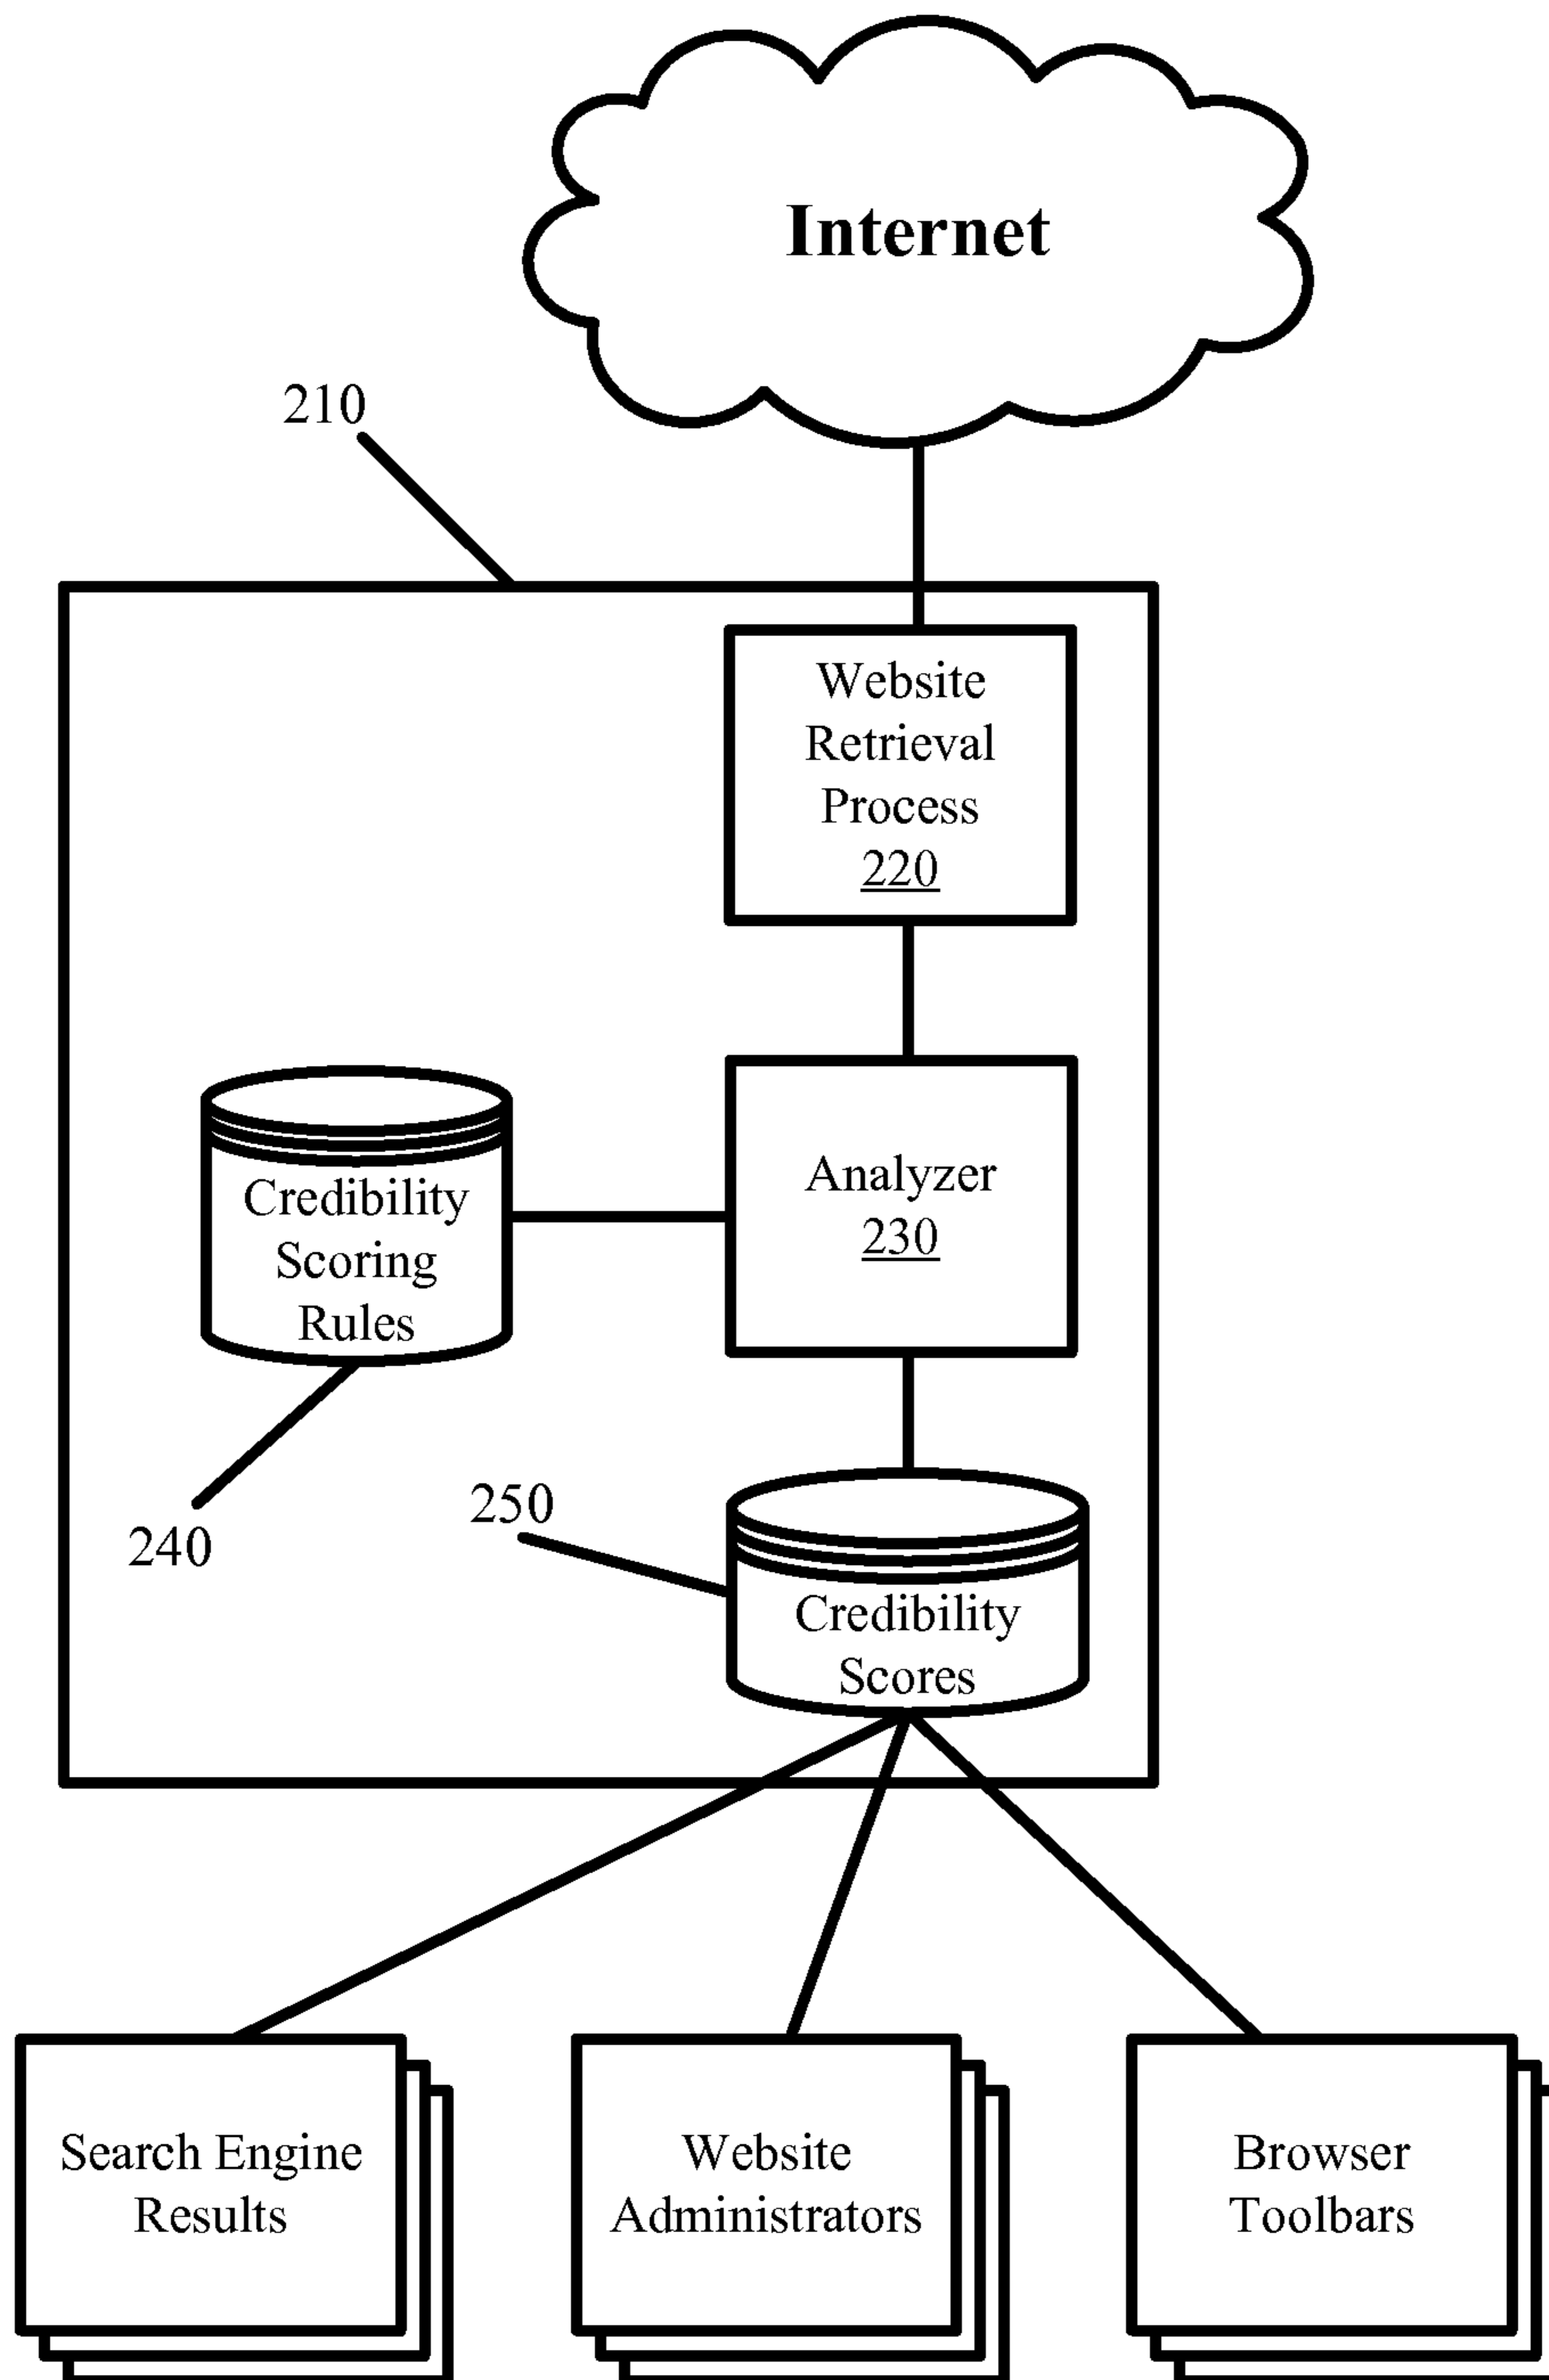 Internet
210
Website
Retrieval
Process
220
Analyzer
230
Credibility
Scoring
Rules
240
250
Credibility
Scores
Search Engine
Results
Website
Administrators
Browser
Toolbars